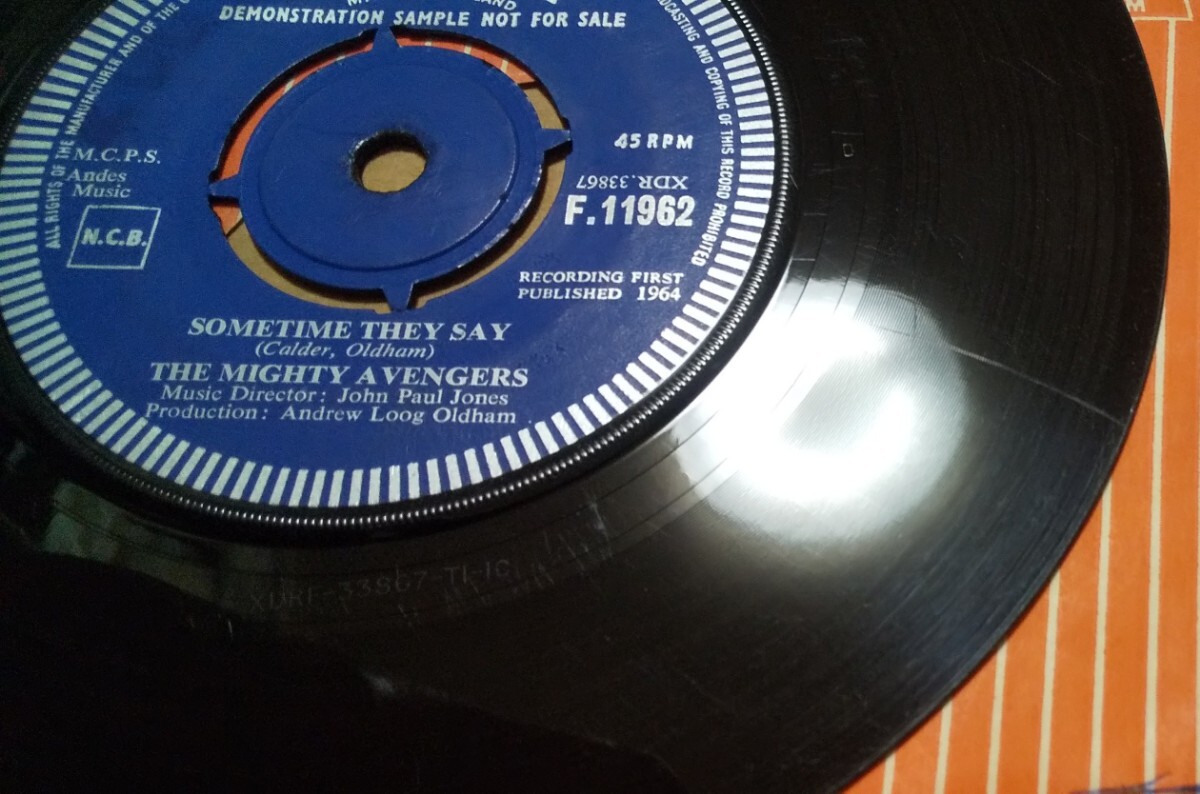 DEMONSTRATION SAMPLE NOT FOR SALE
ALL RIGHTS OF THE MANUFACTURER AND OF THE
COPYING OF THIS RECORD PROHIBITED
M.C.P.S.
Andes
Music
N.C.B.
45 RPM
XDR.33867
F.11962
RECORDING FIRST
PUBLISHED 1964
SOMETIME THEY SAY
(Calder, Oldham)
THE MIGHTY AVENGERS
Music Director: John Paul Jones
Production: Andrew Loog Oldham